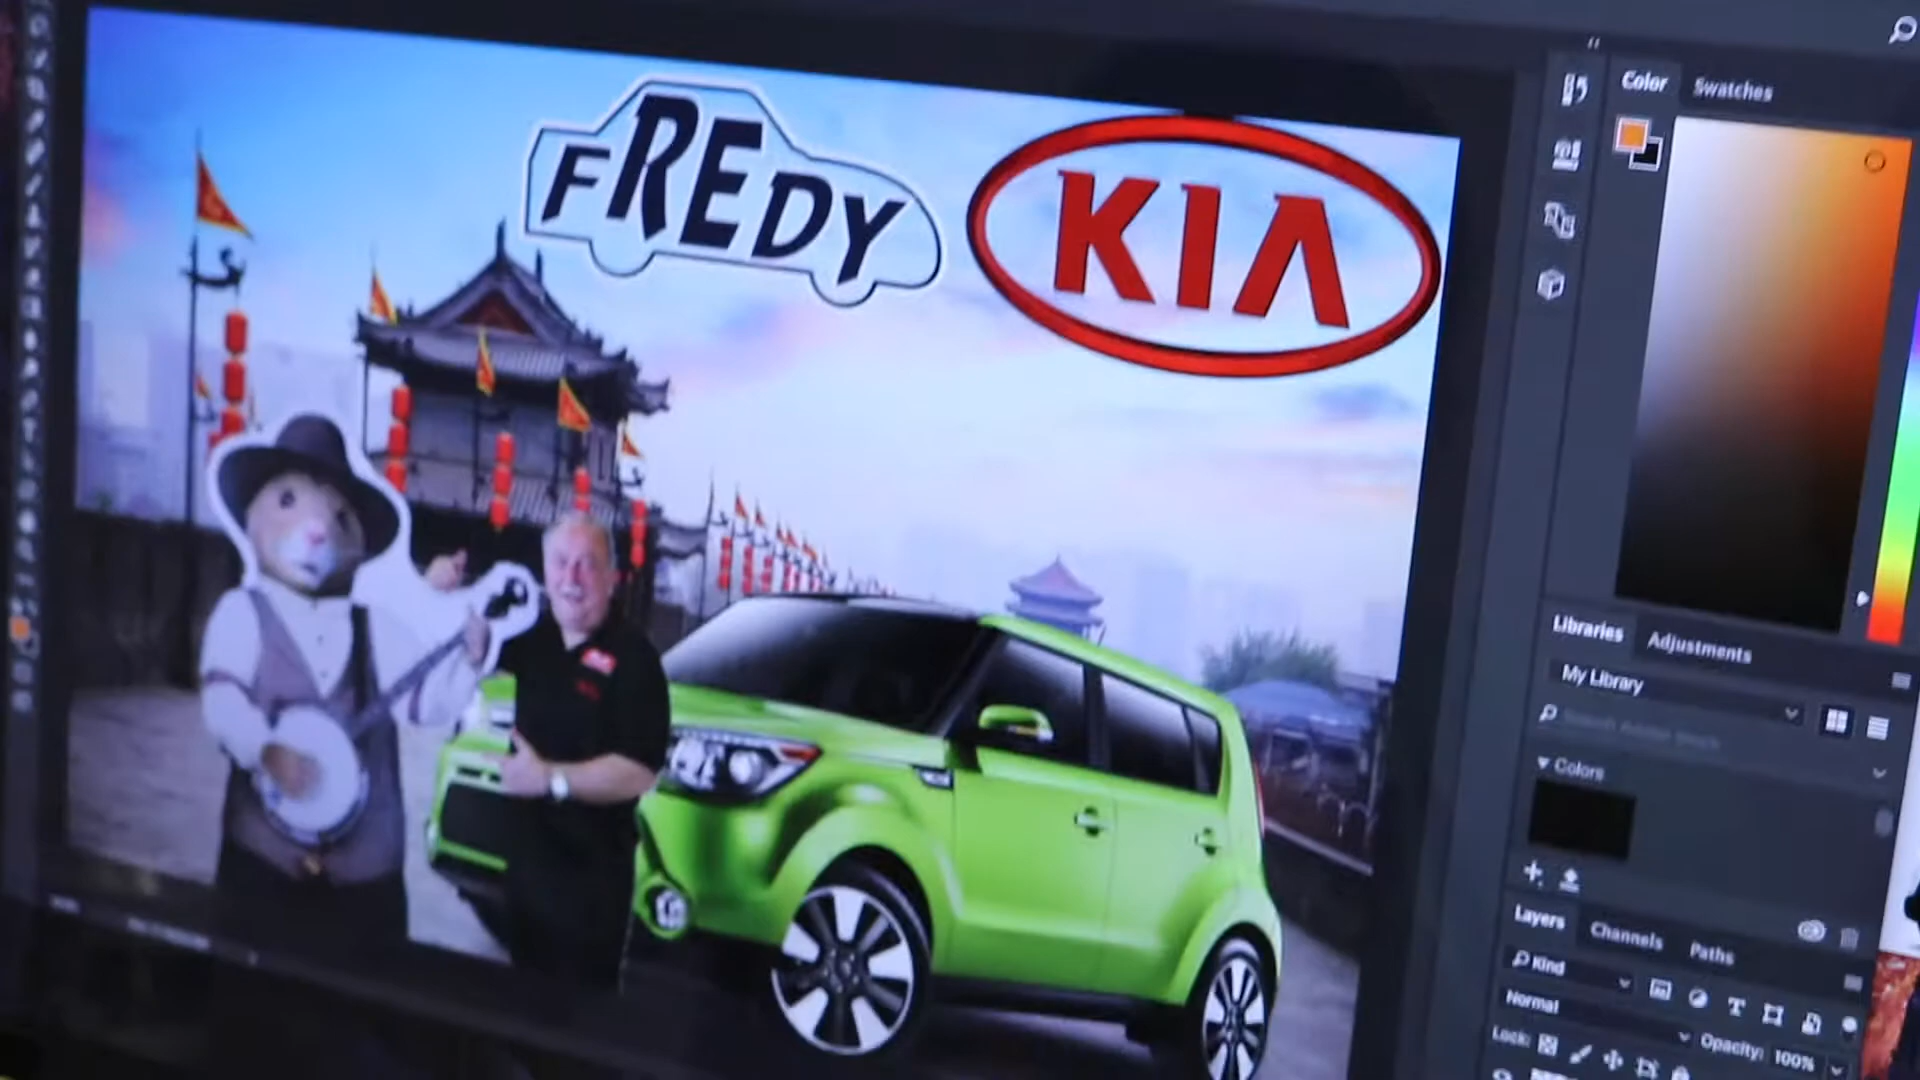 FREDY
KIA
Color
Swatches
Libraries
Adjustments
My Library
Colors
Layers
Channels
Paths
Kind
Normal
Lock:
Opacity: 100%